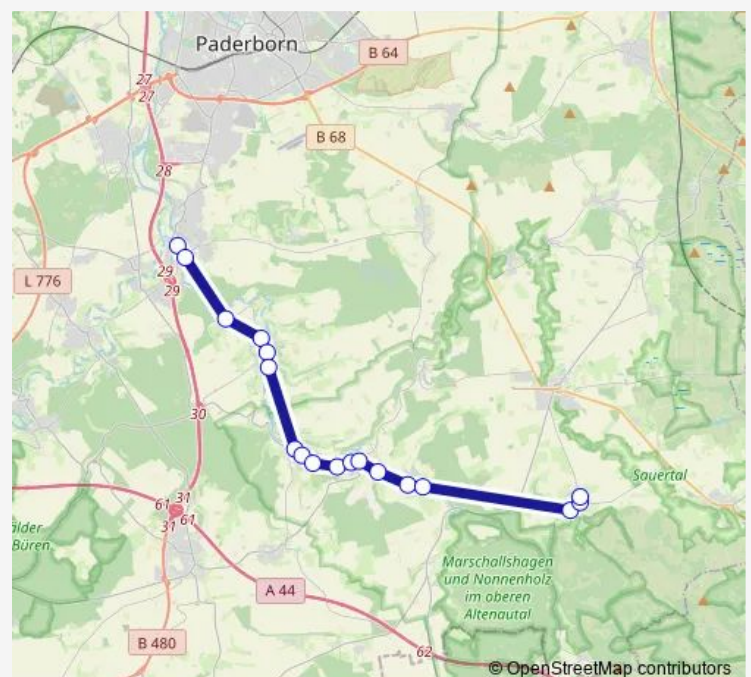 Paderborn
B 64
27
27
B 68
28
29
29
L 776
30
Sauertal
61 31
31 61
älder
Büren
Marschallshagen
und Nonnenholz
im oberen
Altenautal
A 44
B 480
62
© OpenStreetMap contributors